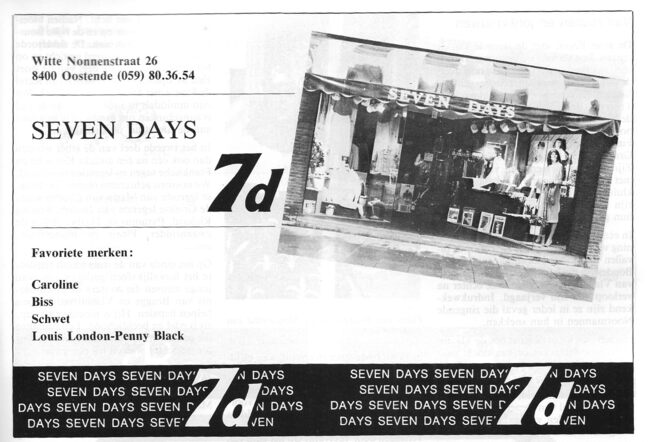 Witte Nonnenstraat 26
8400 Oostende (059) 80.36.54
SEVEN DAYS
7d
SEVEN DAYS
Favoriete merken:
Caroline
Biss
Schwet
Louis London-Penny Black
SEVEN DAYS SEVEN DAY N DAYS
SEVEN DAYS SEVEN DAYS DAYS
DAYS SEVEN DAYS SEVEN D DAYS
DAYS SEVEN DAYS SEVE VEN
7d
SEVEN DAYS SEVEN DAY N DAYS
SEVEN DAYS SEVEN DAYS DAYS
DAYS SEVEN DAYS SEVEN D DAYS
DAYS SEVEN DAYS SEVE VEN
7d